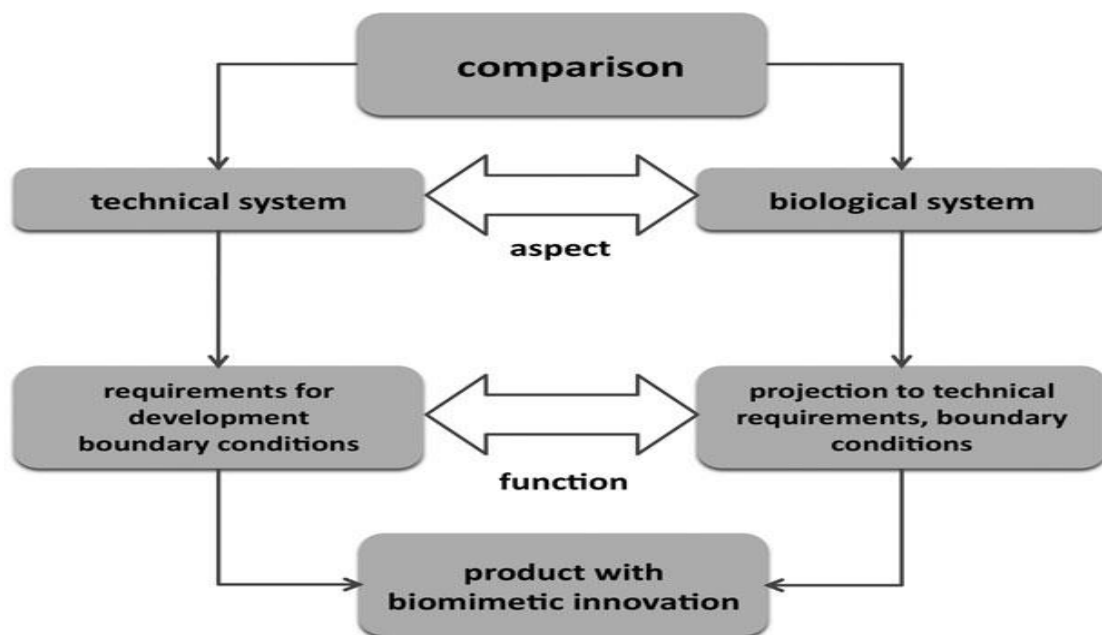 comparison
technical system
biological system
aspect
requirements for
development
boundary conditions
projection to technical
requirements, boundary
conditions
function
product with
biomimetic innovation